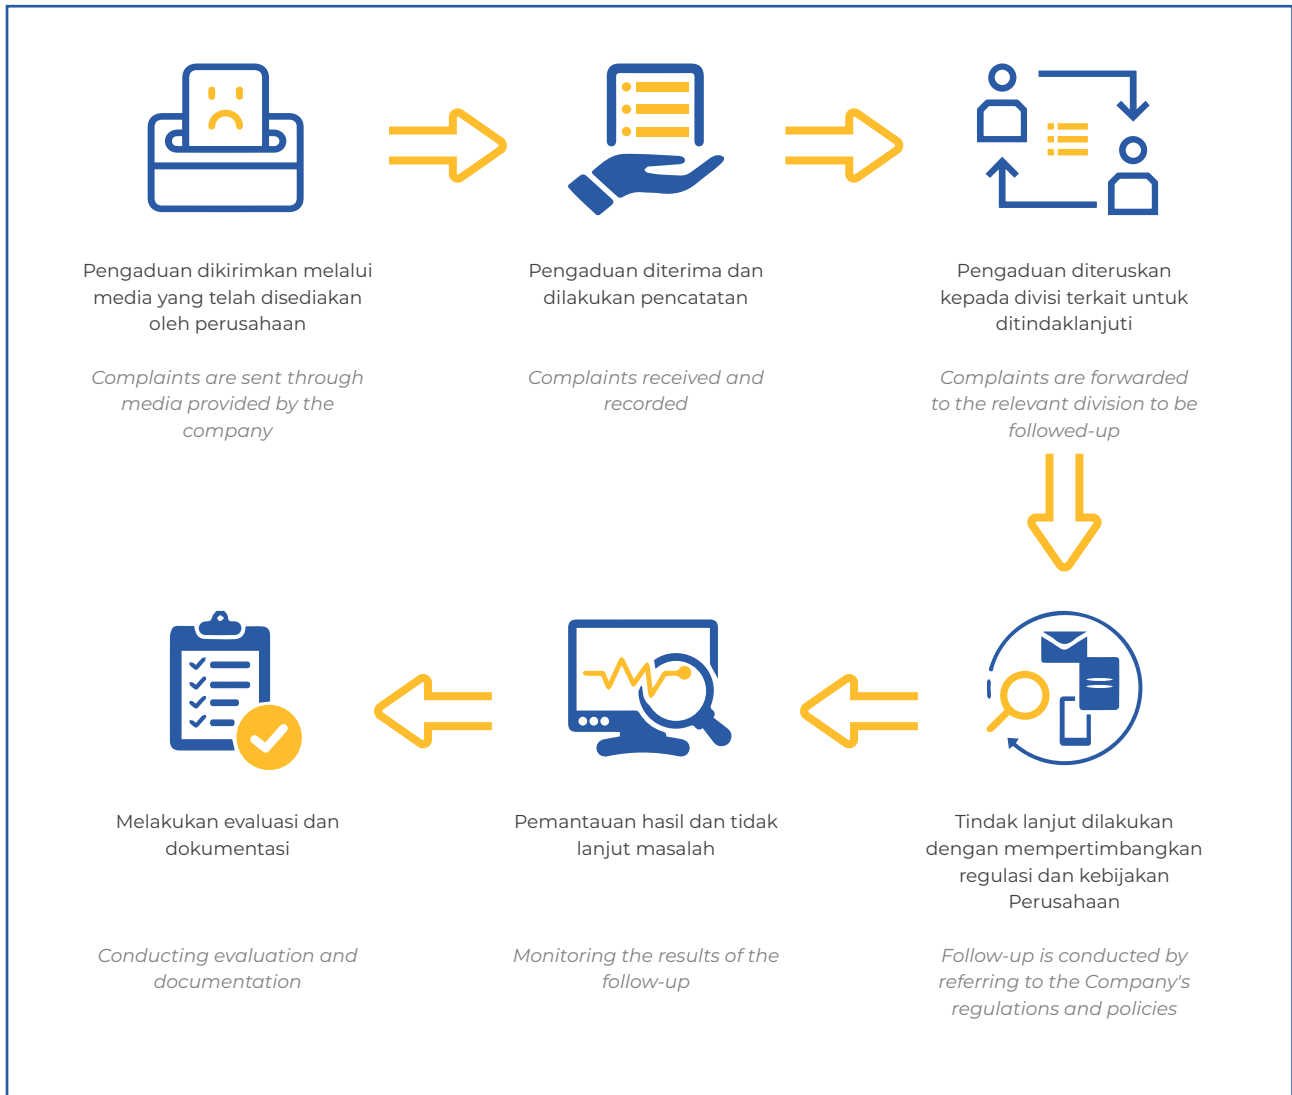 Pengaduan dikirimkan melalui
media yang telah disediakan
oleh perusahaan
Complaints are sent through
media provided by the
company
Pengaduan diterima dan
dilakukan pencatatan
Complaints received and
recorded
Pengaduan diteruskan
kepada divisi terkait untuk
ditindaklanjuti
Complaints are forwarded
to the relevant division to be
followed-up
Tindak lanjut dilakukan
dengan mempertimbangkan
regulasi dan kebijakan
Perusahaan
Follow-up is conducted by
referring to the Company's
regulations and policies
Pemantauan hasil dan tidak
lanjut masalah
Monitoring the results of the
follow-up
Melakukan evaluasi dan
dokumentasi
Conducting evaluation and
documentation